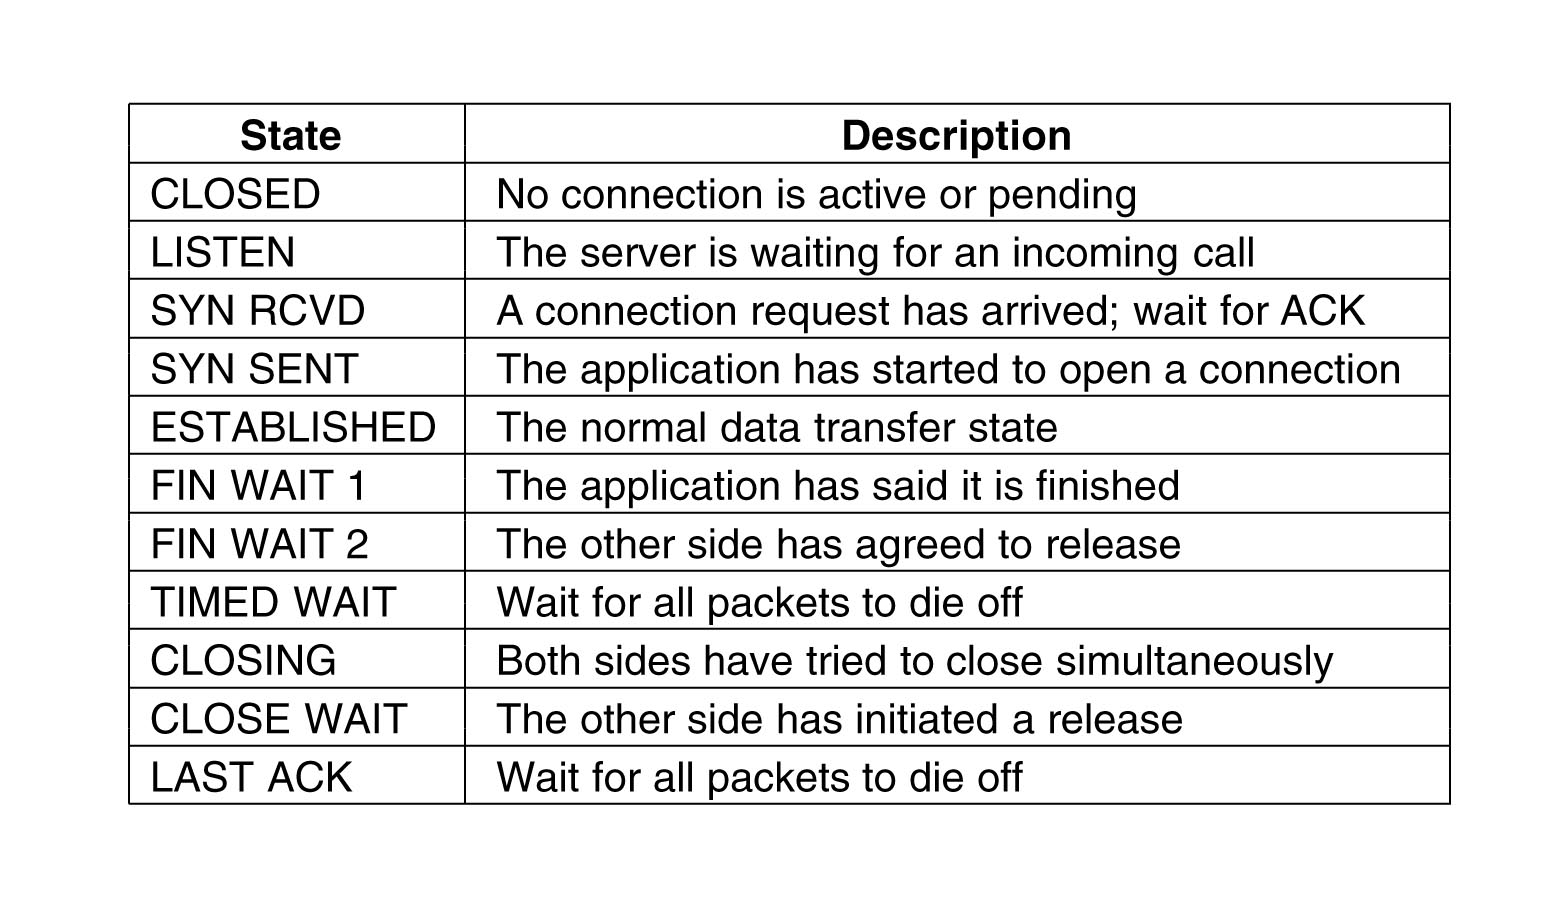 State Description
CLOSED No connection is active or pending
LISTEN The server is waiting for an incoming call
SYN RCVD A connection request has arrived; wait for ACK
SYN SENT The application has started to open a connection
ESTABLISHED The normal data transfer state
FIN WAIT 1 The application has said it is finished
FIN WAIT 2 The other side has agreed to release
TIMED WAIT Wait for all packets to die off
CLOSING Both sides have tried to close simultaneously
CLOSE WAIT The other side has initiated a release
LAST ACK Wait for all packets to die off